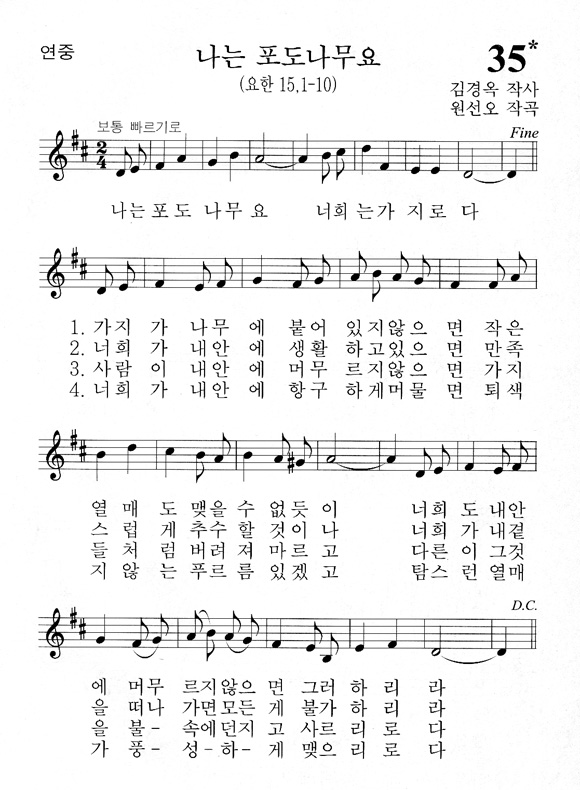 연중
나는 포도나무요
35*
(요한 15,1-10)
김경옥 작사
원선오 작곡
보통 빠르기로
Fine
2
4
나는포도 나무요 너희는가 지로다
1. 가지 가 나무 에 붙어 있지않으 면 작은
2. 너희 가 내안 에 생활 하고있으 면 만족
3. 사람 이 내안 에 머무 르지않으 면 가지
4. 너희 가 내안 에 항구 하게머물 면 퇴색
열 매 도 맺을 수 없듯 이 너희 도 내안
스 럽 게 추수 할 것이 나 너희 가 내곁
들 처 럼 버려 져 마르 고 다른 이 그것
지 않 는 푸르 름 있겠 고 탐스 런 열매
D.C.
에 머무 르지않으 면 그러 하 리 라
을 떠나 가면모든 게 불가 하 리 라
을 불- 속에던지 고 사르 리 로 다
가 풍- 성-하- 게 맺으 리 로 다